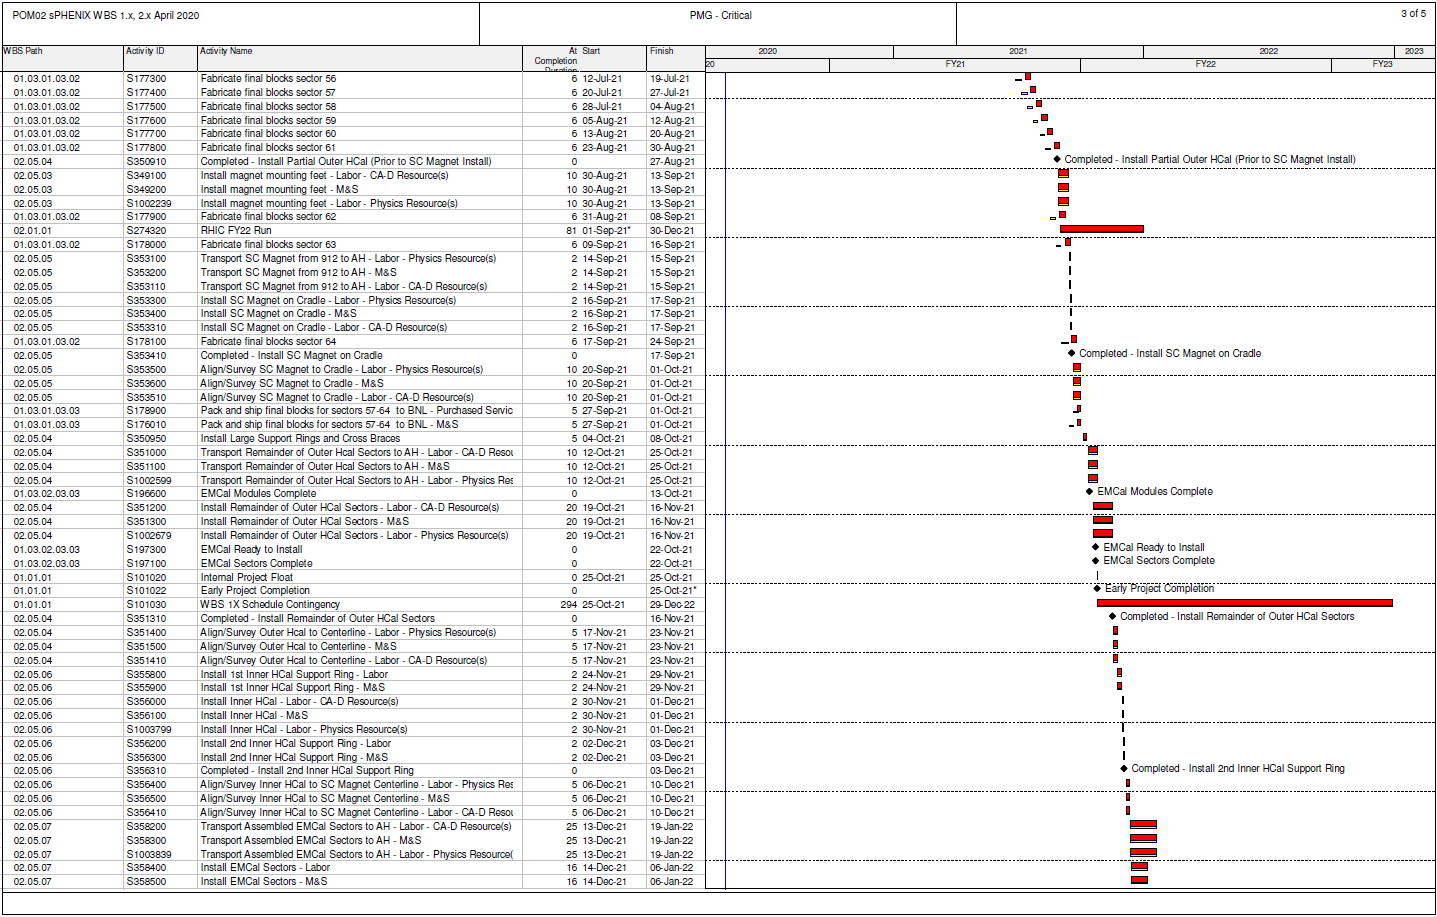 POM02 sPHENIX WBS 1.x, 2.x April 2020 PMG - Critical 3 of 5
WBS Path Activity ID Activity Name At Completion Duration Start Finish 2020 2021 2022 2023
20 FY21 FY22 FY23
01.03.01.03.02 S177300 Fabricate final blocks sector 56 6 12-Jul-21 19-Jul-21
01.03.01.03.02 S177400 Fabricate final blocks sector 57 6 20-Jul-21 27-Jul-21
01.03.01.03.02 S177500 Fabricate final blocks sector 58 6 28-Jul-21 04-Aug-21
01.03.01.03.02 S177600 Fabricate final blocks sector 59 6 05-Aug-21 12-Aug-21
01.03.01.03.02 S177700 Fabricate final blocks sector 60 6 13-Aug-21 20-Aug-21
01.03.01.03.02 S177800 Fabricate final blocks sector 61 6 23-Aug-21 30-Aug-21
02.05.04 S350910 Completed - Install Partial Outer HCal (Prior to SC Magnet Install) 0 27-Aug-21 Completed - Install Partial Outer HCal (Prior to SC Magnet Install)
02.05.03 S349100 Install magnet mounting feet - Labor - CA-D Resource(s) 10 30-Aug-21 13-Sep-21
02.05.03 S349200 Install magnet mounting feet - M&S 10 30-Aug-21 13-Sep-21
02.05.03 S1002239 Install magnet mounting feet - Labor - Physics Resource(s) 10 30-Aug-21 13-Sep-21
01.03.01.03.02 S177900 Fabricate final blocks sector 62 6 31-Aug-21 08-Sep-21
02.01.01 S274320 RHIC FY22 Run 81 01-Sep-21* 30-Dec-21
01.03.01.03.02 S178000 Fabricate final blocks sector 63 6 09-Sep-21 16-Sep-21
02.05.05 S353100 Transport SC Magnet from 912 to AH - Labor - Physics Resource(s) 2 14-Sep-21 15-Sep-21
02.05.05 S353200 Transport SC Magnet from 912 to AH - M&S 2 14-Sep-21 15-Sep-21
02.05.05 S353110 Transport SC Magnet from 912 to AH - Labor - CA-D Resource(s) 2 14-Sep-21 15-Sep-21
02.05.05 S353300 Install SC Magnet on Cradle - Labor - Physics Resource(s) 2 16-Sep-21 17-Sep-21
02.05.05 S353400 Install SC Magnet on Cradle - M&S 2 16-Sep-21 17-Sep-21
02.05.05 S353310 Install SC Magnet on Cradle - Labor - CA-D Resource(s) 2 16-Sep-21 17-Sep-21
01.03.01.03.02 S178100 Fabricate final blocks sector 64 6 17-Sep-21 24-Sep-21
02.05.05 S353410 Completed - Install SC Magnet on Cradle 0 17-Sep-21 Completed - Install SC Magnet on Cradle
02.05.05 S353500 Align/Survey SC Magnet to Cradle - Labor - Physics Resource(s) 10 20-Sep-21 01-Oct-21
02.05.05 S353600 Align/Survey SC Magnet to Cradle - M&S 10 20-Sep-21 01-Oct-21
02.05.05 S353510 Align/Survey SC Magnet to Cradle - Labor - CA-D Resource(s) 10 20-Sep-21 01-Oct-21
01.03.01.03.03 S178900 Pack and ship final blocks for sectors 57-64 to BNL - Purchased Servic 5 27-Sep-21 01-Oct-21
01.03.01.03.03 S176010 Pack and ship final blocks for sectors 57-64 to BNL - M&S 5 27-Sep-21 01-Oct-21
02.05.04 S350950 Install Large Support Rings and Cross Braces 5 04-Oct-21 08-Oct-21
02.05.04 S351000 Transport Remainder of Outer Hcal Sectors to AH - Labor - CA-D Resou 10 12-Oct-21 25-Oct-21
02.05.04 S351100 Transport Remainder of Outer Hcal Sectors to AH - M&S 10 12-Oct-21 25-Oct-21
02.05.04 S1002599 Transport Remainder of Outer Hcal Sectors to AH - Labor - Physics Res 10 12-Oct-21 25-Oct-21
01.03.02.03.03 S196600 EMCal Modules Complete 0 13-Oct-21 EMCal Modules Complete
02.05.04 S351200 Install Remainder of Outer HCal Sectors - Labor - CA-D Resource(s) 20 19-Oct-21 16-Nov-21
02.05.04 S351300 Install Remainder of Outer HCal Sectors - M&S 20 19-Oct-21 16-Nov-21
02.05.04 S1002679 Install Remainder of Outer HCal Sectors - Labor - Physics Resource(s) 20 19-Oct-21 16-Nov-21
01.03.02.03.03 S197300 EMCal Ready to Install 0 22-Oct-21 EMCal Ready to Install
01.03.02.03.03 S197100 EMCal Sectors Complete 0 22-Oct-21 EMCal Sectors Complete
01.01.01 S101020 Internal Project Float 0 25-Oct-21 25-Oct-21
01.01.01 S101022 Early Project Completion 0 25-Oct-21* Early Project Completion
01.01.01 S101030 WBS 1X Schedule Contingency 294 25-Oct-21 29-Dec-22
02.05.04 S351310 Completed - Install Remainder of Outer HCal Sectors 0 16-Nov-21 Completed - Install Remainder of Outer HCal Sectors
02.05.04 S351400 Align/Survey Outer Hcal to Centerline - Labor - Physics Resource(s) 5 17-Nov-21 23-Nov-21
02.05.04 S351500 Align/Survey Outer Hcal to Centerline - M&S 5 17-Nov-21 23-Nov-21
02.05.04 S351410 Align/Survey Outer Hcal to Centerline - Labor - CA-D Resource(s) 5 17-Nov-21 23-Nov-21
02.05.06 S355800 Install 1st Inner HCal Support Ring - Labor 2 24-Nov-21 29-Nov-21
02.05.06 S355900 Install 1st Inner HCal Support Ring - M&S 2 24-Nov-21 29-Nov-21
02.05.06 S356000 Install Inner HCal - Labor - CA-D Resource(s) 2 30-Nov-21 01-Dec-21
02.05.06 S356100 Install Inner HCal - M&S 2 30-Nov-21 01-Dec-21
02.05.06 S1003799 Install Inner HCal - Labor - Physics Resource(s) 2 30-Nov-21 01-Dec-21
02.05.06 S356200 Install 2nd Inner HCal Support Ring - Labor 2 02-Dec-21 03-Dec-21
02.05.06 S356300 Install 2nd Inner HCal Support Ring - M&S 2 02-Dec-21 03-Dec-21
02.05.06 S356310 Completed - Install 2nd Inner HCal Support Ring 0 03-Dec-21 Completed - Install 2nd Inner HCal Support Ring
02.05.06 S356400 Align/Survey Inner HCal to SC Magnet Centerline - Labor - Physics Res 5 06-Dec-21 10-Dec-21
02.05.06 S356500 Align/Survey Inner HCal to SC Magnet Centerline - M&S 5 06-Dec-21 10-Dec-21
02.05.06 S356410 Align/Survey Inner HCal to SC Magnet Centerline - Labor - CA-D Resou 5 06-Dec-21 10-Dec-21
02.05.07 S358200 Transport Assembled EMCal Sectors to AH - Labor - CA-D Resource(s) 25 13-Dec-21 19-Jan-22
02.05.07 S358300 Transport Assembled EMCal Sectors to AH - M&S 25 13-Dec-21 19-Jan-22
02.05.07 S1003839 Transport Assembled EMCal Sectors to AH - Labor - Physics Resource( 25 13-Dec-21 19-Jan-22
02.05.07 S358400 Install EMCal Sectors - Labor 16 14-Dec-21 06-Jan-22
02.05.07 S358500 Install EMCal Sectors - M&S 16 14-Dec-21 06-Jan-22